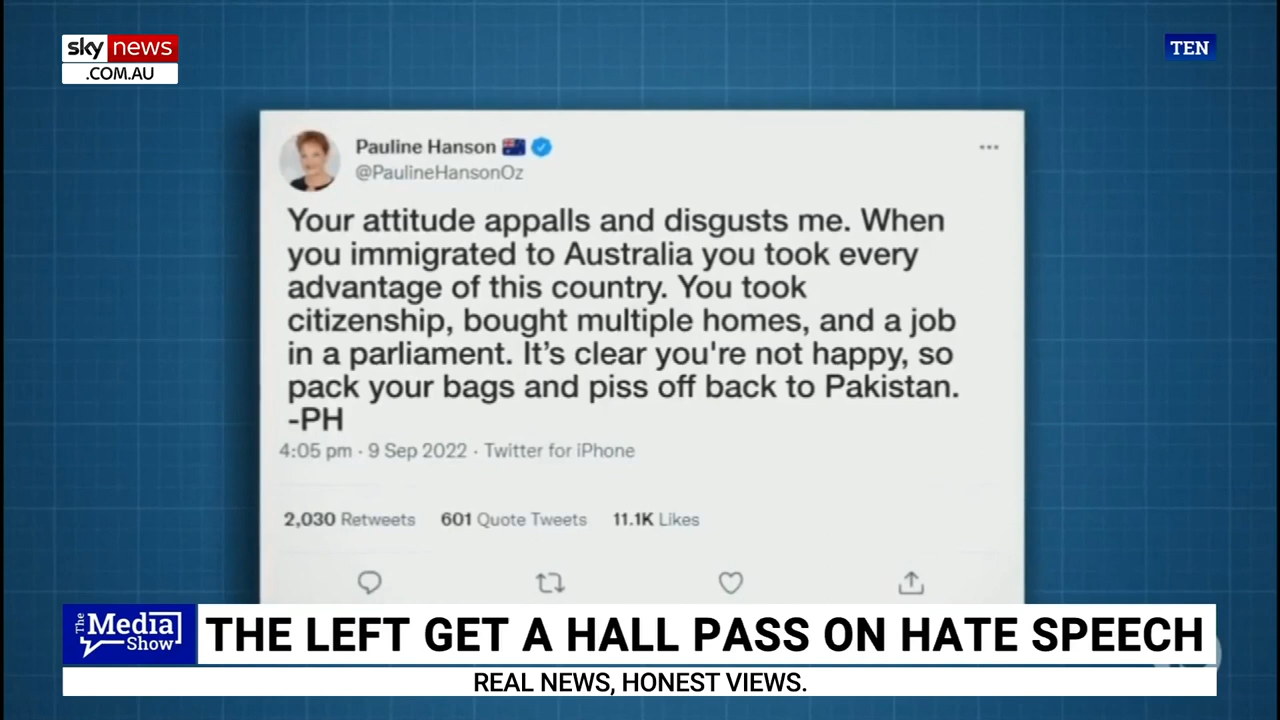 sky news
.COM.AU
TEN
Pauline Hanson
@PaulineHansonOz
Your attitude appalls and disgusts me. When
you immigrated to Australia you took every
advantage of this country. You took
citizenship, bought multiple homes, and a job
in a parliament. It’s clear you're not happy, so
pack your bags and piss off back to Pakistan.
-PH
4:05 pm · 9 Sep 2022 · Twitter for iPhone
2,030 Retweets 601 Quote Tweets 11.1K Likes
The Media Show
THE LEFT GET A HALL PASS ON HATE SPEECH
REAL NEWS, HONEST VIEWS.